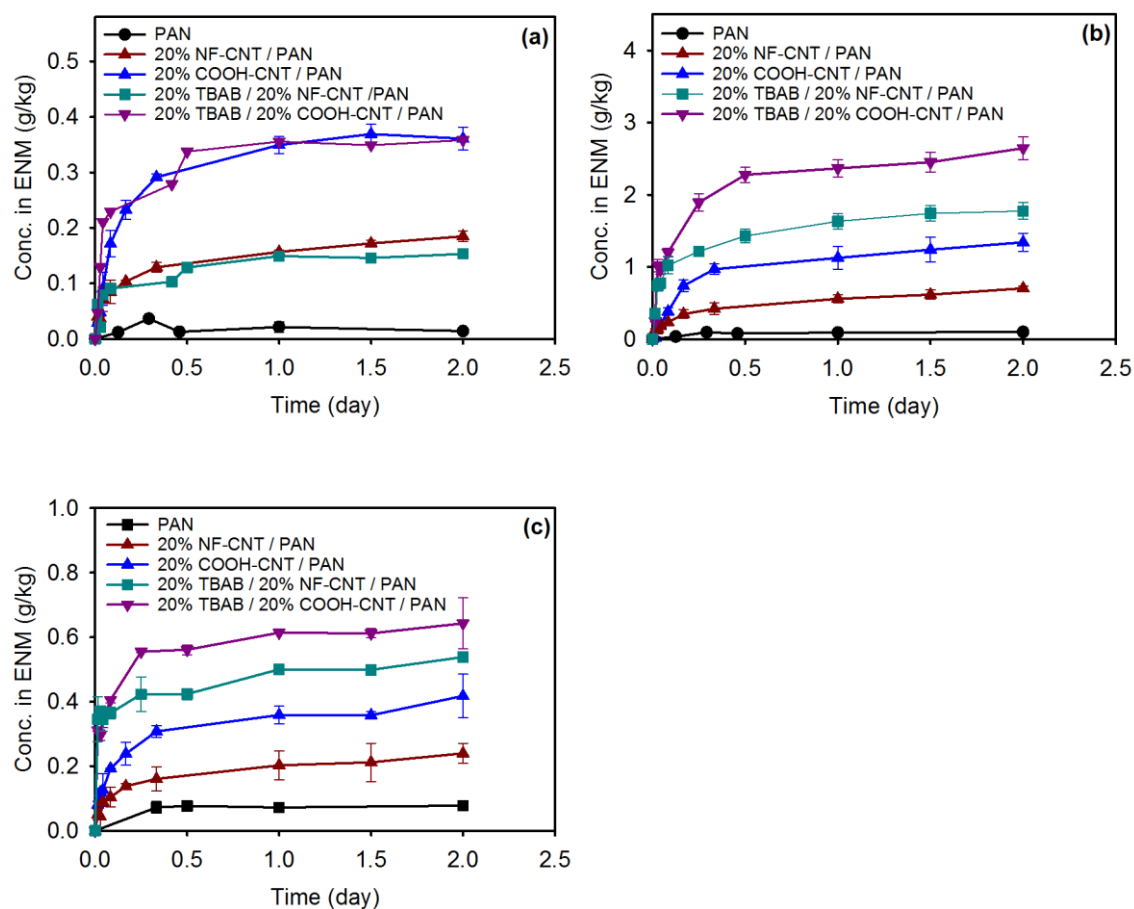 (a)
PAN
20% NF-CNT / PAN
20% COOH-CNT / PAN
20% TBAB / 20% NF-CNT /PAN
20% TBAB / 20% COOH-CNT / PAN
Conc. in ENM (g/kg)
0.5
0.4
0.3
0.2
0.1
0.0
0.0 0.5 1.0 1.5 2.0 2.5
Time (day)
(b)
PAN
20% NF-CNT / PAN
20% COOH-CNT / PAN
20% TBAB / 20% NF-CNT / PAN
20% TBAB / 20% COOH-CNT / PAN
Conc. in ENM (g/kg)
4
3
2
1
0
0.0 0.5 1.0 1.5 2.0 2.5
Time (day)
(c)
PAN
20% NF-CNT / PAN
20% COOH-CNT / PAN
20% TBAB / 20% NF-CNT / PAN
20% TBAB / 20% COOH-CNT / PAN
Conc. in ENM (g/kg)
1.0
0.8
0.6
0.4
0.2
0.0
0.0 0.5 1.0 1.5 2.0 2.5
Time (day)